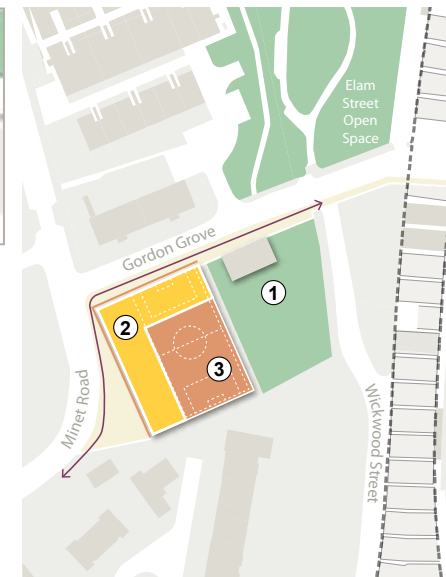 Elam
Street
Open
Space
Gordon Grove
1
2
3
Minet Road
Wickwood Street